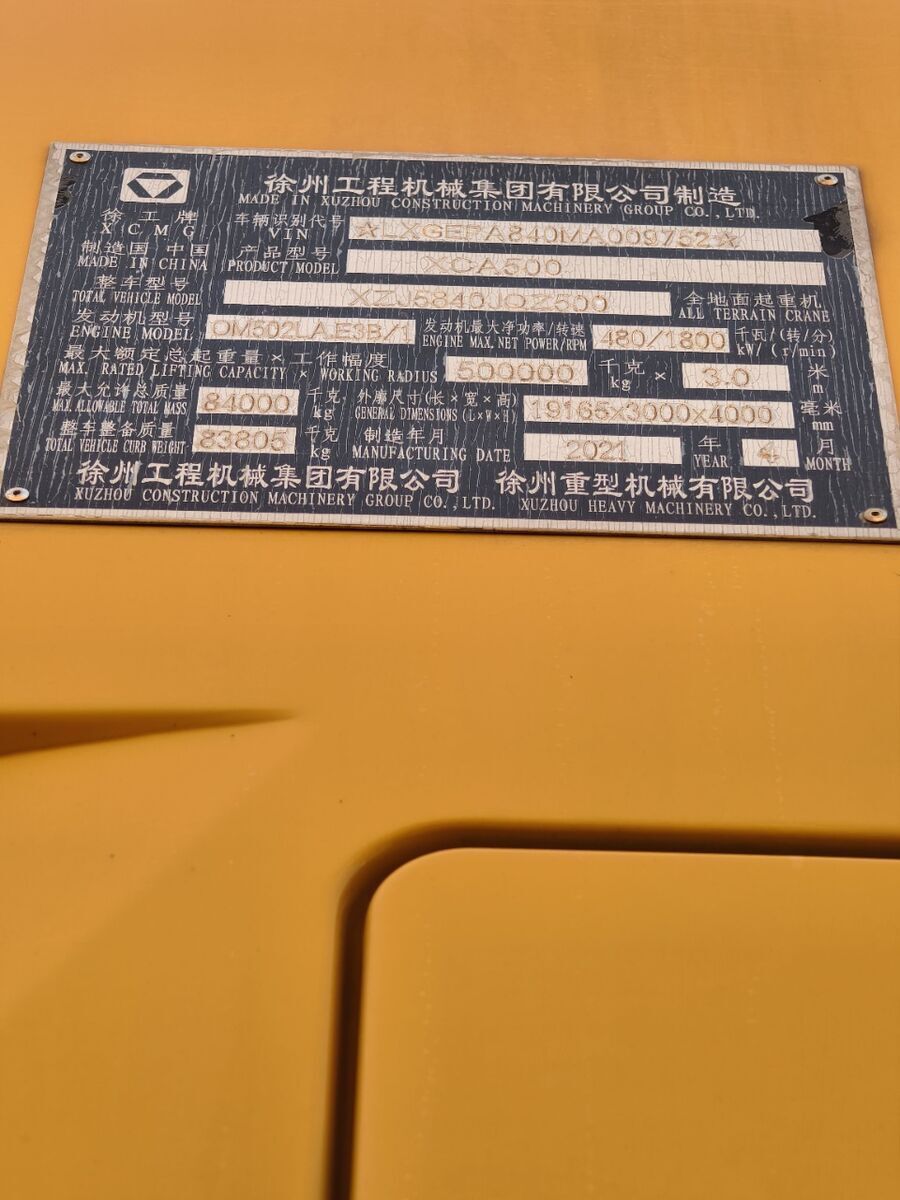 徐州工程机械集团有限公司制造
MADE IN XUZHOU CONSTRUCTION MACHINERY GROUP CO.,LTD.
徐工牌 车辆识别代号
XCMG VIN ☆LXGEPA840MA009752☆
制造国 中国 产品型号
MADE IN CHINA PRODUCT MODEL XCA500
整车型号 全地面起重机
TOTAL VEHICLE MODEL XZJ5840JQZ500 ALL TERRAIN CRANE
发动机型号 发动机最大净功率/转速 千瓦/(转/分)
ENGINE MODEL OM502LA.E3B/1 ENGINE MAX. NET POWER/RPM 480/1800 kW/(r/min)
最大额定总起重量 × 工作幅度 千克 米
MAX. RATED LIFTING CAPACITY × WORKING RADIUS 500000 kg × 3.0 m
最大允许总质量 千克 外廓尺寸(长×宽×高) 毫米
MAX. ALLOWABLE TOTAL MASS 84000 kg GENERAL DIMENSIONS (L×W×H) 19165×3000×4000 mm
整车整备质量 千克 制造年月 年 月
TOTAL VEHICLE CURB WEIGHT 83805 kg MANUFACTURING DATE 2021 YEAR 4 MONTH
徐州工程机械集团有限公司 徐州重型机械有限公司
XUZHOU CONSTRUCTION MACHINERY GROUP CO.,LTD. XUZHOU HEAVY MACHINERY CO.,LTD.